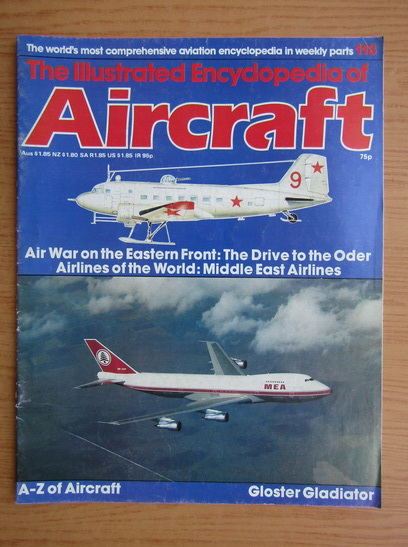 The world's most comprehensive aviation encyclopedia in weekly parts 118
The Illustrated Encyclopedia of
Aircraft
Aus $1.85 NZ $1.80 SA R1.85 US $1.85 IR 95p
75p
9
Air War on the Eastern Front: The Drive to the Oder
Airlines of the World: Middle East Airlines
MEA
A-Z of Aircraft
Gloster Gladiator